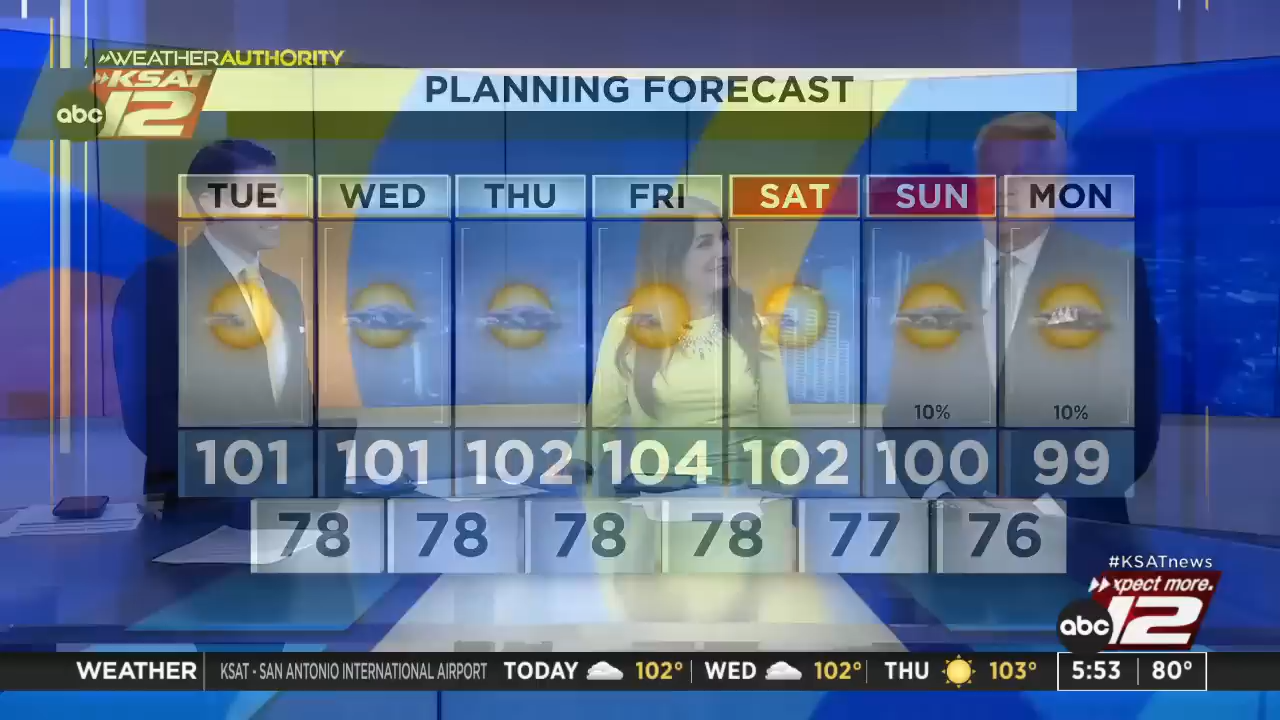 WEATHERAUTHORITY
KSAT
abc 12
PLANNING FORECAST
TUE WED THU FRI SAT SUN MON
10% 10%
101 101 102 104 102 100 99
78 78 78 78 77 76
#KSATnews
xpect more.
abc 12
WEATHER KSAT - SAN ANTONIO INTERNATIONAL AIRPORT TODAY 102° WED 102° THU 103° 5:53 80°